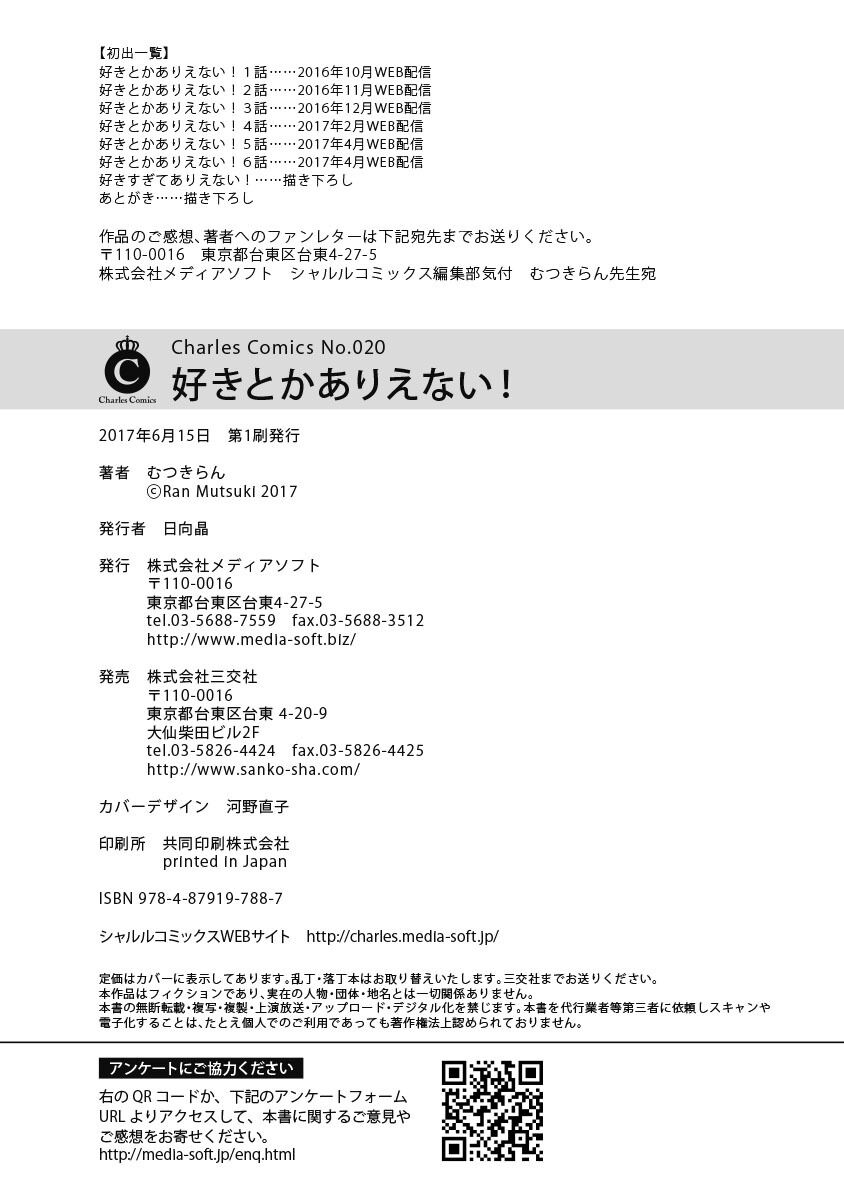 【初出一覧】
好きとかありえない！１話……2016年10月WEB配信
好きとかありえない！２話……2016年11月WEB配信
好きとかありえない！３話……2016年12月WEB配信
好きとかありえない！４話……2017年2月WEB配信
好きとかありえない！５話……2017年4月WEB配信
好きとかありえない！６話……2017年4月WEB配信
好きすぎてありえない！……描き下ろし
あとがき……描き下ろし
作品のご感想、著者へのファンレターは下記宛先までお送りください。
〒110-0016　東京都台東区台東4-27-5
株式会社メディアソフト　シャルルコミックス編集部気付　むつきらん先生宛
C
Charles Comics
Charles Comics No.020
好きとかありえない！
2017年6月15日　第1刷発行
著者　むつきらん
©Ran Mutsuki 2017
発行者　日向晶
発行　株式会社メディアソフト
〒110-0016
東京都台東区台東4-27-5
tel.03-5688-7559　fax.03-5688-3512
http://www.media-soft.biz/
発売　株式会社三交社
〒110-0016
東京都台東区台東 4-20-9
大仙柴田ビル2F
tel.03-5826-4424　fax.03-5826-4425
http://www.sanko-sha.com/
カバーデザイン　河野直子
印刷所　共同印刷株式会社
printed in Japan
ISBN 978-4-87919-788-7
シャルルコミックスWEBサイト　http://charles.media-soft.jp/
定価はカバーに表示してあります。乱丁・落丁本はお取り替えいたします。三交社までお送りください。
本作品はフィクションであり、実在の人物・団体・地名とは一切関係ありません。
本書の無断転載・複写・複製・上演放送・アップロード・デジタル化を禁じます。本書を代行業者等第三者に依頼しスキャンや
電子化することは、たとえ個人でのご利用であっても著作権法上認められておりません。
アンケートにご協力ください
右の QR コードか、下記のアンケートフォーム
URL よりアクセスして、本書に関するご意見や
ご感想をお寄せください。
http://media-soft.jp/enq.html